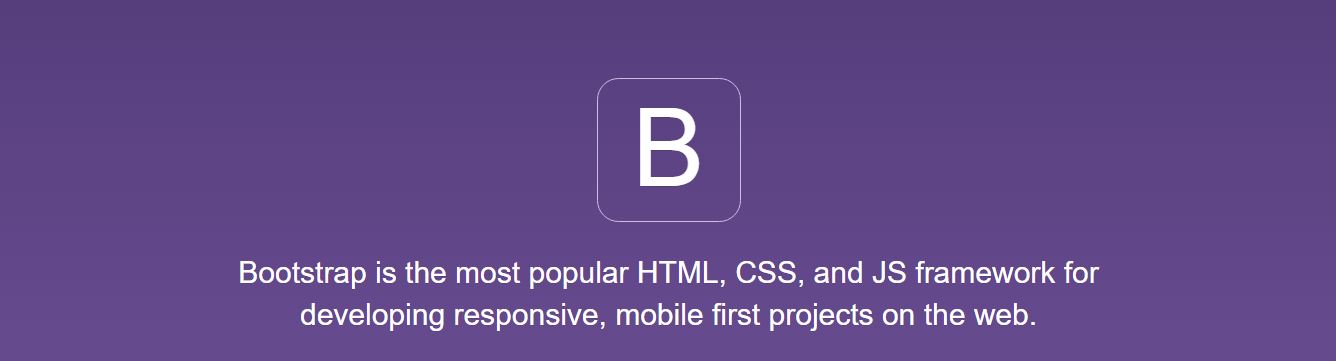 B
Bootstrap is the most popular HTML, CSS, and JS framework for
developing responsive, mobile first projects on the web.